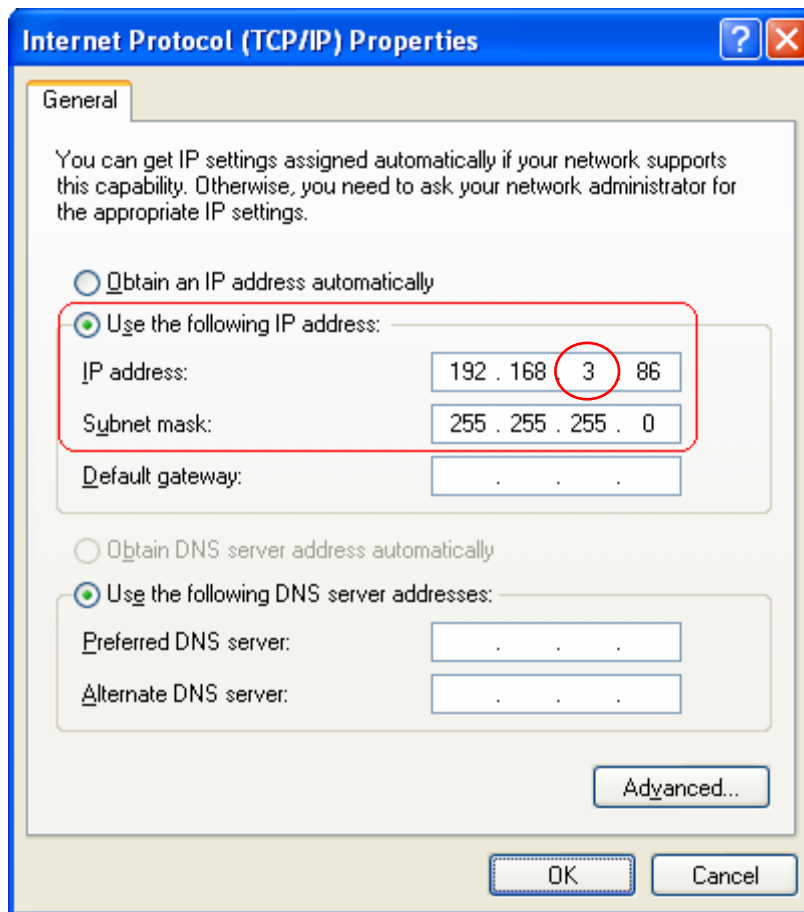 Internet Protocol (TCP/IP) Properties
General
You can get IP settings assigned automatically if your network supports
this capability. Otherwise, you need to ask your network administrator for
the appropriate IP settings.
Obtain an IP address automatically
Use the following IP address:
IP address: 192 . 168 . 3 86
Subnet mask: 255 . 255 . 255 . 0
Default gateway: . . .
Obtain DNS server address automatically
Use the following DNS server addresses:
Preferred DNS server: . . .
Alternate DNS server: . . .
Advanced...
OK Cancel